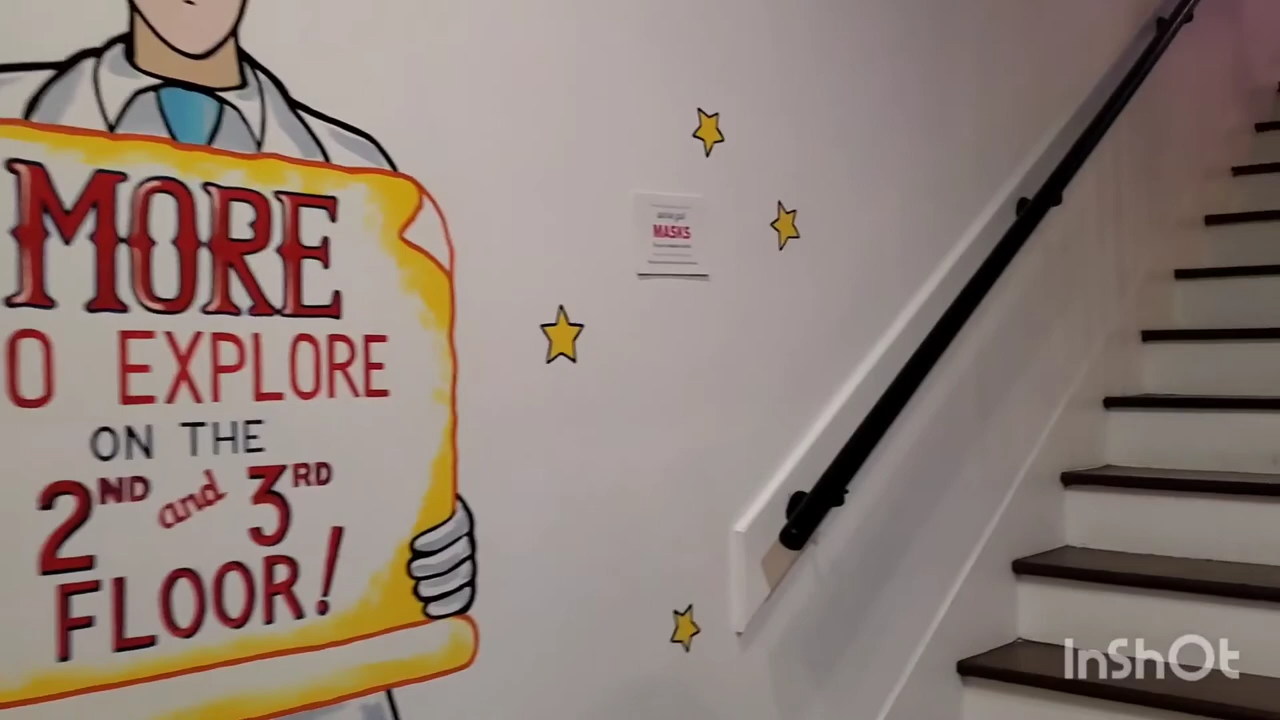 MORE
O EXPLORE
ON THE
2ND and 3RD
FLOOR!
MASKS
InShOt